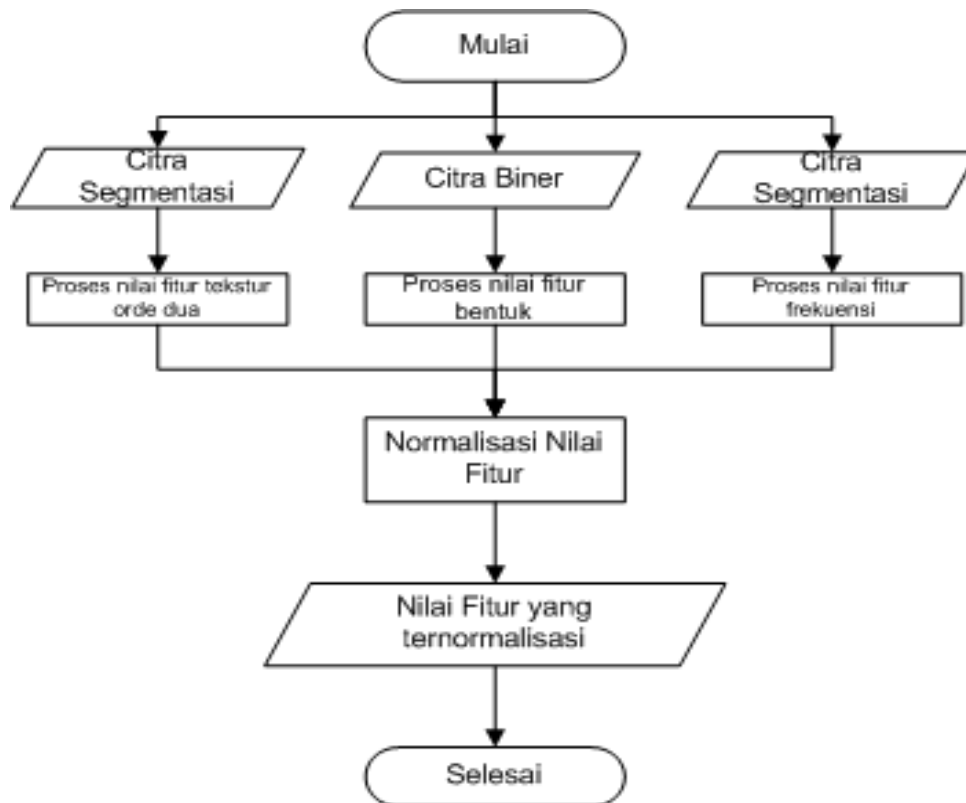 Mulai
Citra
Segmentasi
Citra Biner
Citra
Segmentasi
Proses nilai fitur tekstur
orde dua
Proses nilai fitur
bentuk
Proses nilai fitur
frekuensi
Normalisasi Nilai
Fitur
Nilai Fitur yang
ternormalisasi
Selesai